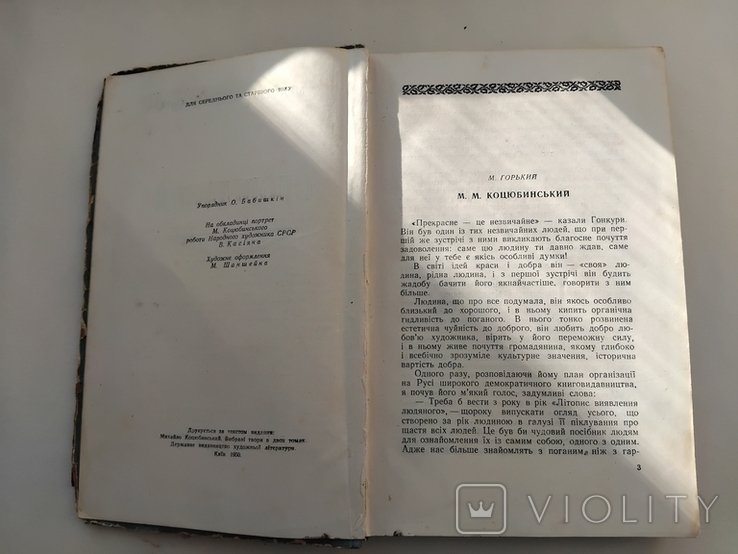 ДЛЯ СЕРЕДНЬОГО ТА СТАРШОГО ВІКУ
Упорядник О. Бабишкін
На обкладинці портрет
М. Коцюбинського
роботи Народного художника СРСР
В. Касіяна
Художнє оформлення
М. Шаншейна
Друкується за текстом видання:
Михайло Коцюбинський. Вибрані твори в двох томах.
Державне видавництво художньої літератури.
Київ. 1950.
М. ГОРЬКИЙ
М. М. КОЦЮБИНСЬКИЙ
«Прекрасне — це незвичайне» — казали Гонкури.
Він був один із тих незвичайних людей, що при пер-
шій же зустрічі з ними викликають благосне почуття
задоволення: саме цю людину ти давно ждав, саме
для неї у тебе є якісь особливі думки!
В світі ідей краси і добра він — «своя» лю-
дина, рідна людина, і з першої зустрічі він будить
жадобу бачити його якнайчастіше, говорити з ним
більше.
Людина, що про все подумала, він якось особливо
близький до хорошого, і в ньому кипить органічна
гидливість до поганого. В нього тонко розвинена
естетична чуйність до доброго, він любить добро лю-
бов'ю художника, вірить у його переможну силу,
і в ньому живе почуття громадянина, якому глибоко
і всебічно зрозуміле культурне значення, історична
вартість добра.
Одного разу, розповідаючи йому план організації
на Русі широкого демократичного книговидавництва,
я почув його м'який голос, задумливі слова:
— Треба б вести з року в рік «Літопис виявлення
людяного», — щороку випускати огляд усього, що
створено за рік людиною в галузі її піклування про
щастя всіх людей. Це був би чудовий посібник людям
для ознайомлення їх із самим собою, одного з одним.
Адже нас більше знайомлять з поганим, ніж з гар-
3
VIOLITY